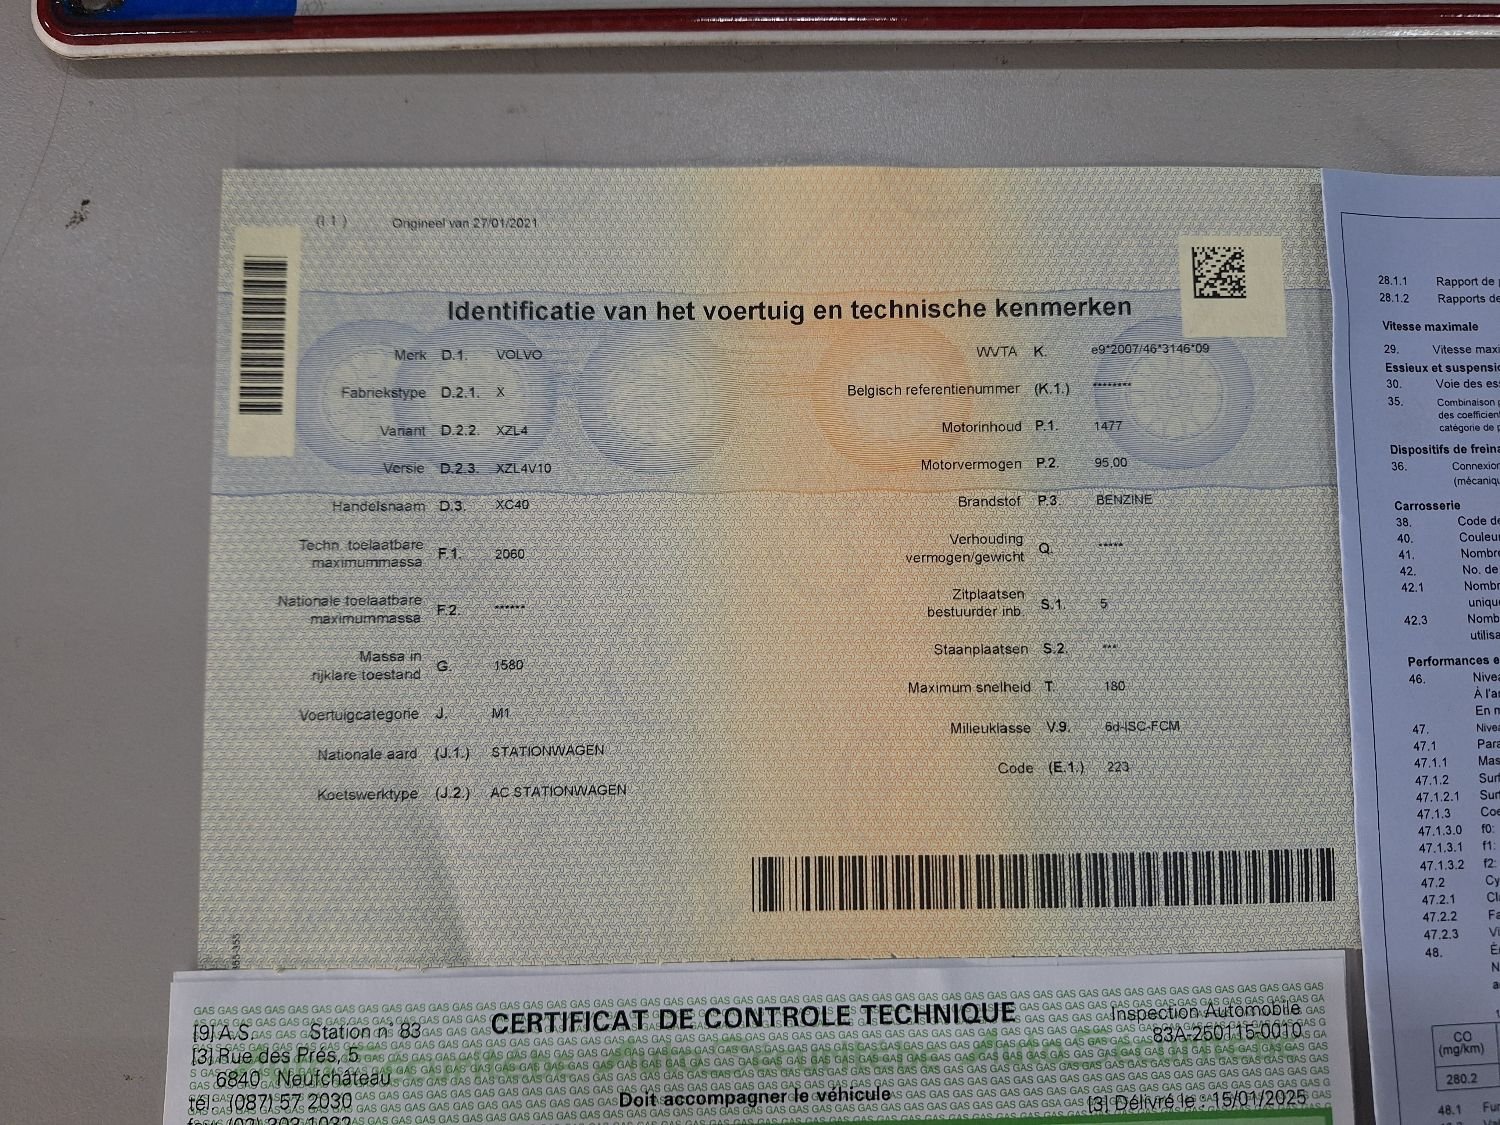 (I 1 )
Origineel van 27/01/2021
Identificatie van het voertuig en technische kenmerken
Merk D.1. VOLVO
Fabriekstype D.2.1. X
Variant D.2.2. XZL4
Versie D.2.3. XZL4V10
Handelsnaam D.3. XC40
Techn. toelaatbare
maximummassa F.1. 2060
Nationale toelaatbare
maximummassa F.2. ******
Massa in
rijklare toestand G. 1580
Voertuigcategorie J. M1
Nationale aard (J.1.) STATIONWAGEN
Koetswerktype (J.2.) AC STATIONWAGEN
WVTA K. e9*2007/46*3146*09
Belgisch referentienummer (K.1.) ********
Motorinhoud P.1. 1477
Motorvermogen P.2. 95,00
Brandstof P.3. BENZINE
Verhouding
vermogen/gewicht Q. *****
Zitplaatsen
bestuurder inb. S.1. 5
Staanplaatsen S.2. ***
Maximum snelheid T. 180
Milieuklasse V.9. 6d-ISC-FCM
Code (E.1.) 223
CERTIFICAT DE CONTROLE TECHNIQUE
[9] A.S. Station n° 83
[3] Rue des Prés, 5
6840 Neufchâteau
tél. (087) 57 2030
Inspection Automobile
83A-250115-0010
Doit accompagner le véhicule
[3] Délivré le : 15/01/2025
28.1.1 Rapport de
28.1.2 Rapports de
Vitesse maximale
29. Vitesse maxi
Essieux et suspensio
30. Voie des es
35. Combinaison
des coefficien
catégorie de
Dispositifs de freina
36. Connexion
(mécaniqu
Carrosserie
38. Code de
40. Couleur
41. Nombre
42. No. de
42.1 Nombr
unique
42.3 Nomb
utilisa
Performances e
46. Nivea
À l'a
En m
47. Nivea
47.1 Para
47.1.1 Mas
47.1.2 Surf
47.1.2.1 Surf
47.1.3 Coe
47.1.3.0 f0:
47.1.3.1 f1:
47.1.3.2 f2:
47.2 Cy
47.2.1 Cl
47.2.2 Fa
47.2.3 Vi
48.
CO
(mg/km)
280.2
48.1 Fu